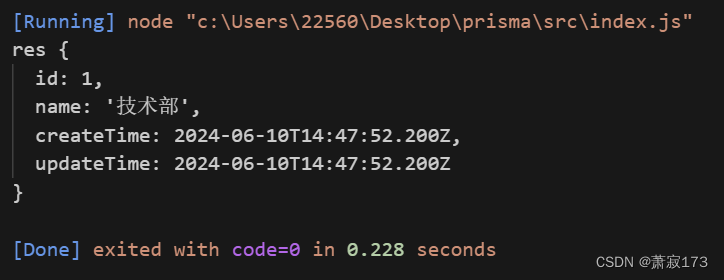 [Running] node "c:\Users\22560\Desktop\prisma\src\index.js"
res {
  id: 1,
  name: '技术部',
  createTime: 2024-06-10T14:47:52.200Z,
  updateTime: 2024-06-10T14:47:52.200Z
}
[Done] exited with code=0 in 0.228 seconds
CSDN @萧寂173